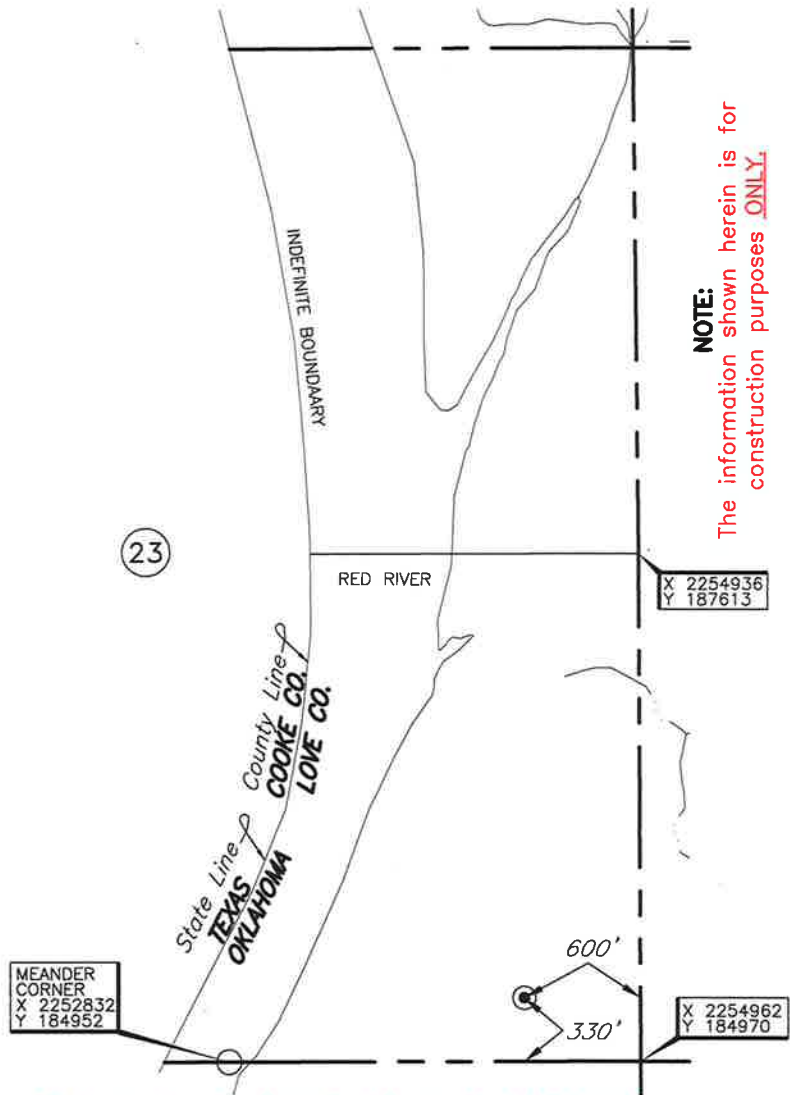 INDEFINITE BOUNDAARY
NOTE:
The information shown herein is for
construction purposes ONLY.
23
RED RIVER
X 2254936
Y 187613
County Line
COOKE CO.
LOVE CO.
State Line
TEXAS
OKLAHOMA
MEANDER
CORNER
X 2252832
Y 184952
600'
330'
X 2254962
Y 184970